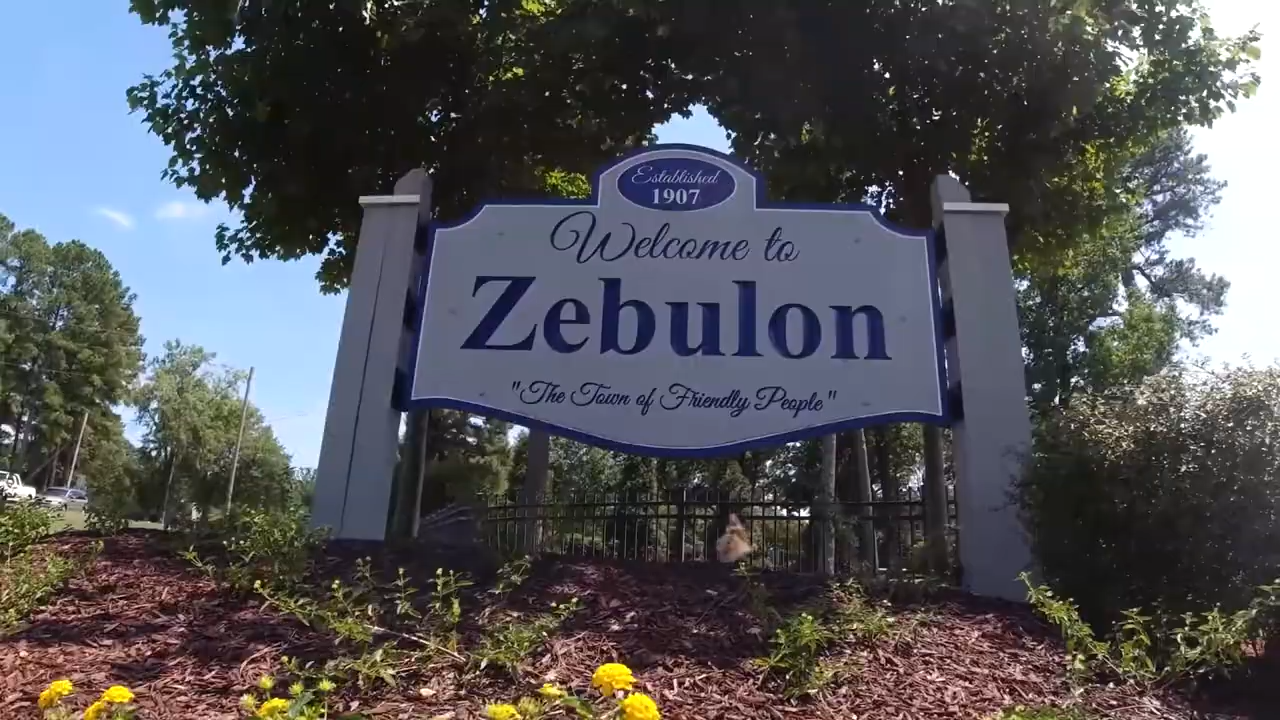 Established
1907
Welcome to
Zebulon
"The Town of Friendly People"